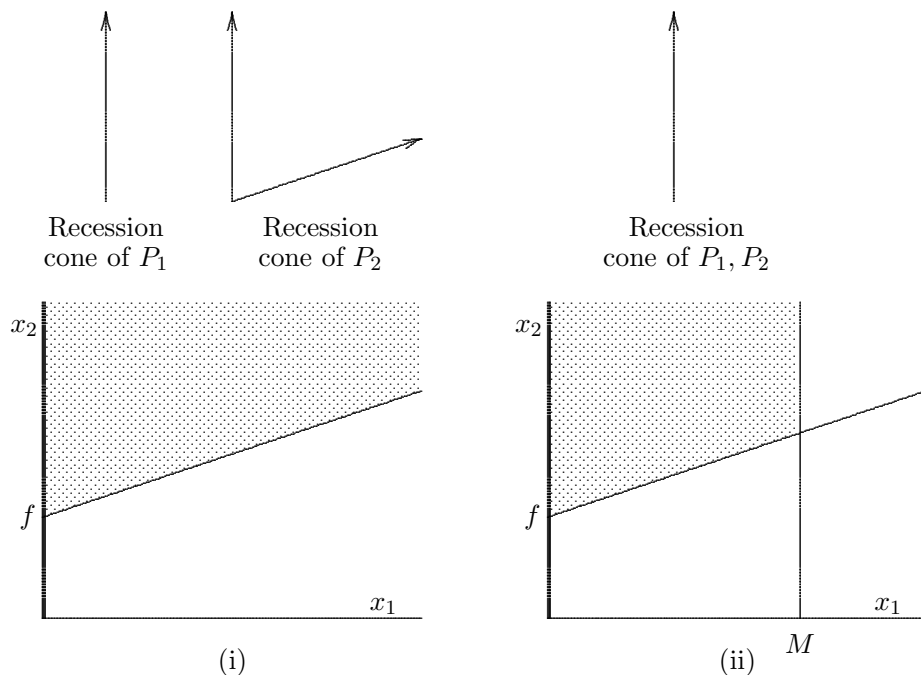 Recession
cone of P₁
Recession
cone of P₂
Recession
cone of P₁, P₂
x₂
f
x₁
(i)
x₂
f
x₁
M
(ii)